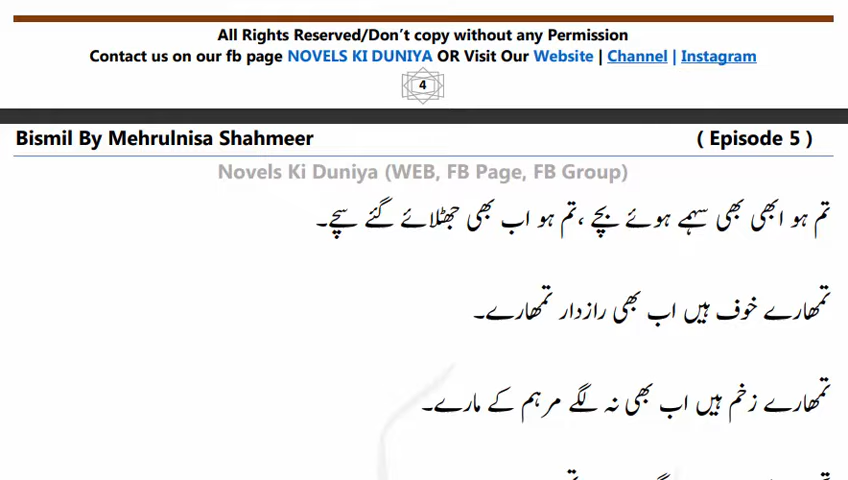 All Rights Reserved/Don't copy without any Permission
Contact us on our fb page NOVELS KI DUNIYA OR Visit Our Website | Channel | Instagram
4
Bismil By Mehrulnisa Shahmeer ( Episode 5 )
Novels Ki Duniya (WEB, FB Page, FB Group)
تم ہو ابھی بھی سہمے ہوئے بچے ،تم ہو اب بھی جھٹلائے گئے سچے۔
تمھارے خوف ہیں اب بھی رازدار تمھارے۔
تمھارے زخم ہیں اب بھی نہ لگے مرہم کے مارے۔